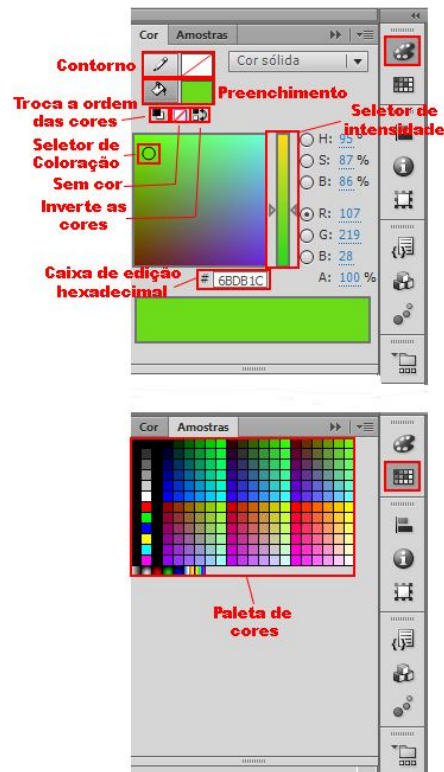 Cor Amostras
Contorno
Cor sólida
Preenchimento
Troca a ordem
das cores
Seletor de
intensidade
Seletor de
Coloração
Sem cor
Inverte as
cores
H: 95 °
S: 87 %
B: 86 %
R: 107
G: 219
B: 28
A: 100 %
Caixa de edição
hexadecimal
# 6BDB1C
Cor Amostras
Paleta de
cores